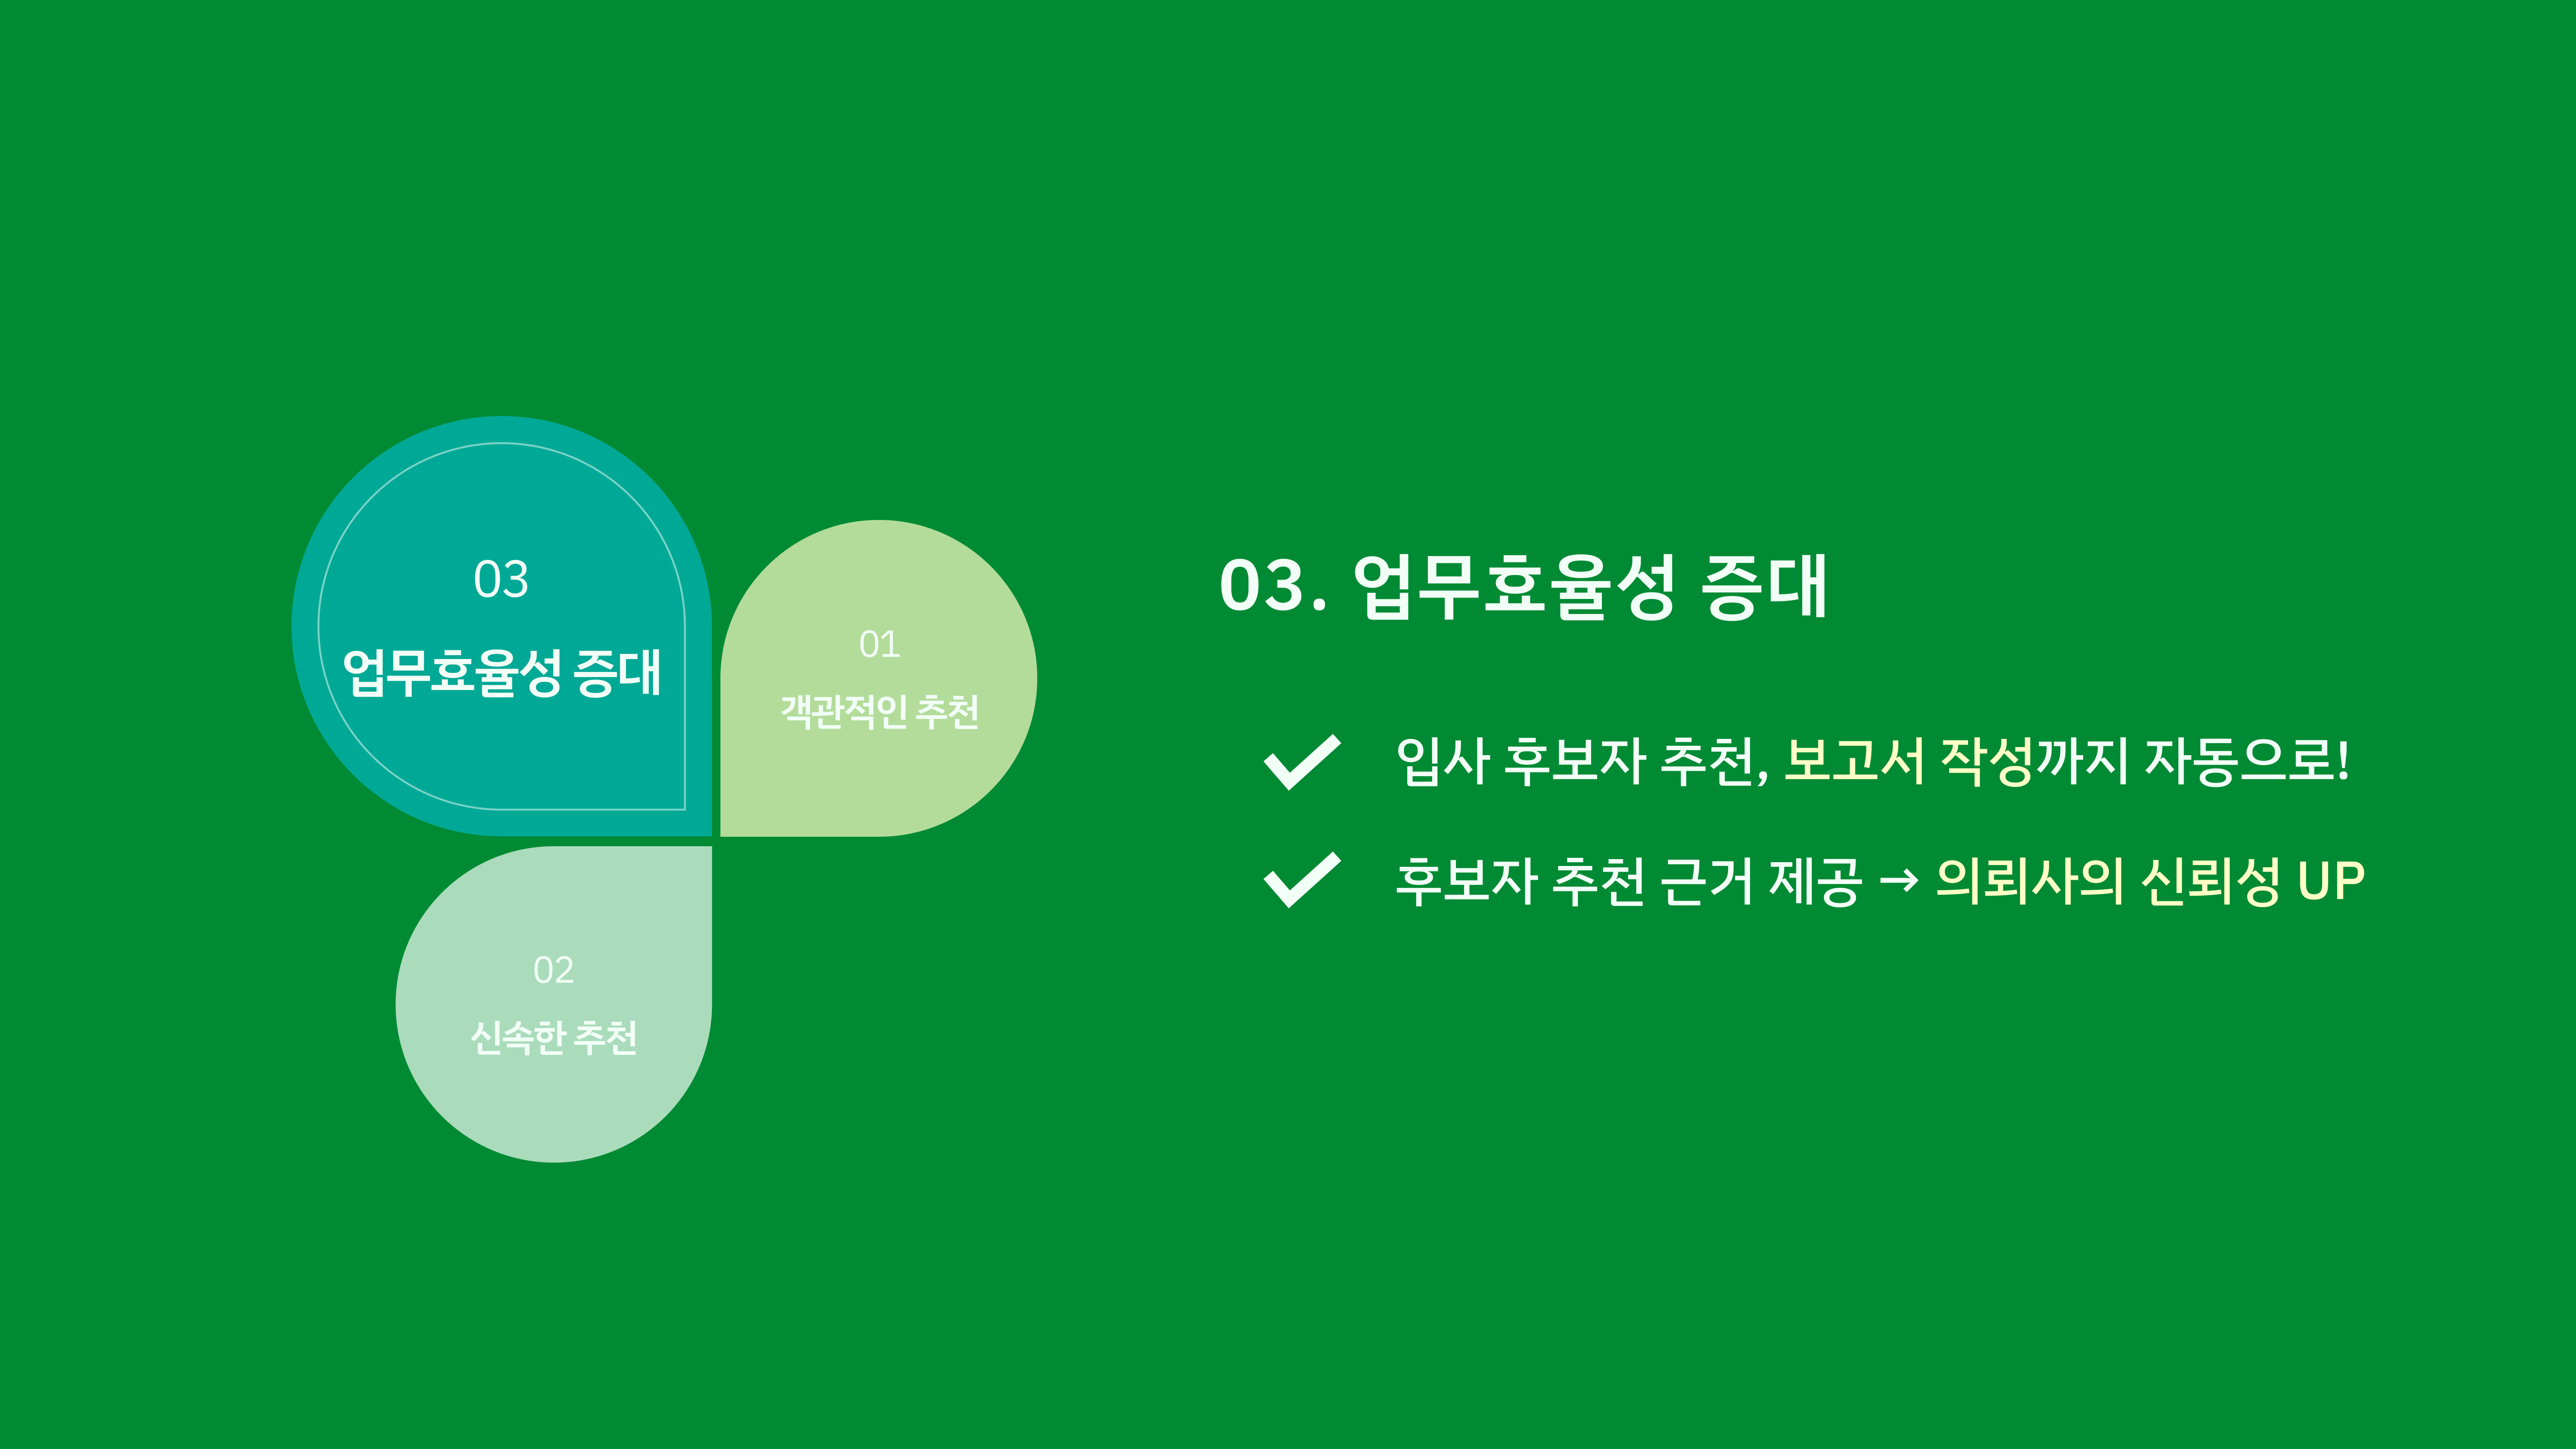 03
업무효율성 증대
01
객관적인 추천
02
신속한 추천
03. 업무효율성 증대
입사 후보자 추천, 보고서 작성까지 자동으로!
후보자 추천 근거 제공 → 의뢰사의 신뢰성 UP